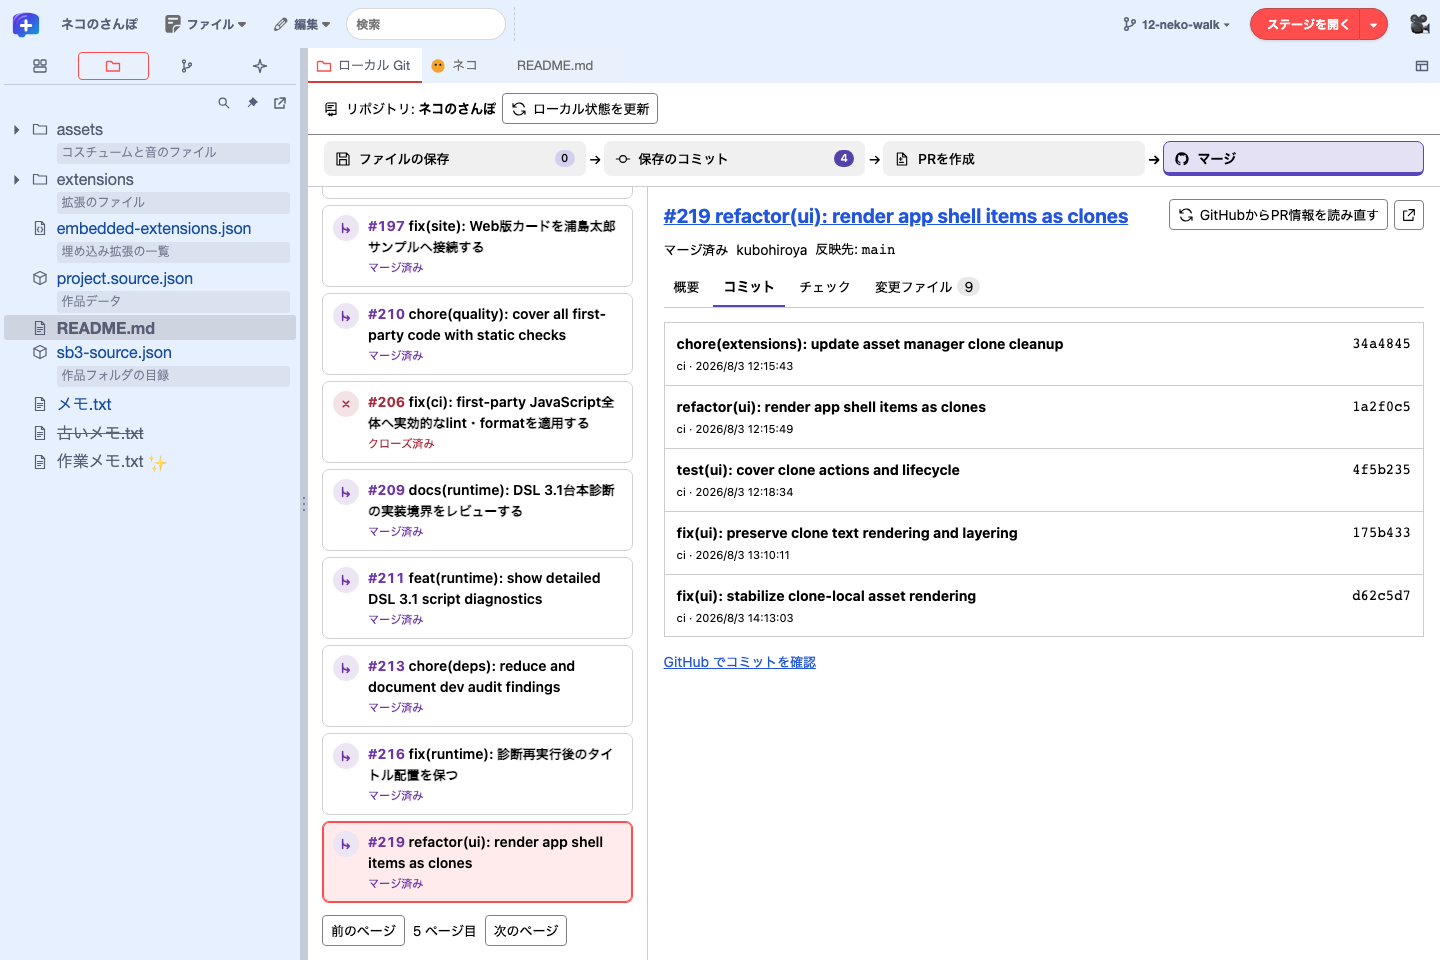 ネコのさんぽ
ファイル
編集
検索
12-neko-walk
ステージを開く
assets
コスチュームと音のファイル
extensions
拡張のファイル
embedded-extensions.json
埋め込み拡張の一覧
project.source.json
作品データ
README.md
sb3-source.json
作品フォルダの目録
メモ.txt
古いメモ.txt
作業メモ.txt ✨
ローカル Git
ネコ
README.md
リポジトリ: ネコのさんぽ
ローカル状態を更新
ファイルの保存 0
保存のコミット 4
PRを作成
マージ
#197 fix(site): Web版カードを浦島太郎
サンプルへ接続する
マージ済み
#210 chore(quality): cover all first-
party code with static checks
マージ済み
#206 fix(ci): first-party JavaScript全
体へ実効的なlint・formatを適用する
クローズ済み
#209 docs(runtime): DSL 3.1台本診断
の実装境界をレビューする
マージ済み
#211 feat(runtime): show detailed
DSL 3.1 script diagnostics
マージ済み
#213 chore(deps): reduce and
document dev audit findings
マージ済み
#216 fix(runtime): 診断再実行後のタイ
トル配置を保つ
マージ済み
#219 refactor(ui): render app shell
items as clones
マージ済み
前のページ
5 ページ目
次のページ
#219 refactor(ui): render app shell items as clones
GitHubからPR情報を読み直す
マージ済み kubohiroya 反映先: main
概要
コミット
チェック
変更ファイル 9
chore(extensions): update asset manager clone cleanup
34a4845
ci · 2026/8/3 12:15:43
refactor(ui): render app shell items as clones
1a2f0c5
ci · 2026/8/3 12:15:49
test(ui): cover clone actions and lifecycle
4f5b235
ci · 2026/8/3 12:18:34
fix(ui): preserve clone text rendering and layering
175b433
ci · 2026/8/3 13:10:11
fix(ui): stabilize clone-local asset rendering
d62c5d7
ci · 2026/8/3 14:13:03
GitHub でコミットを確認